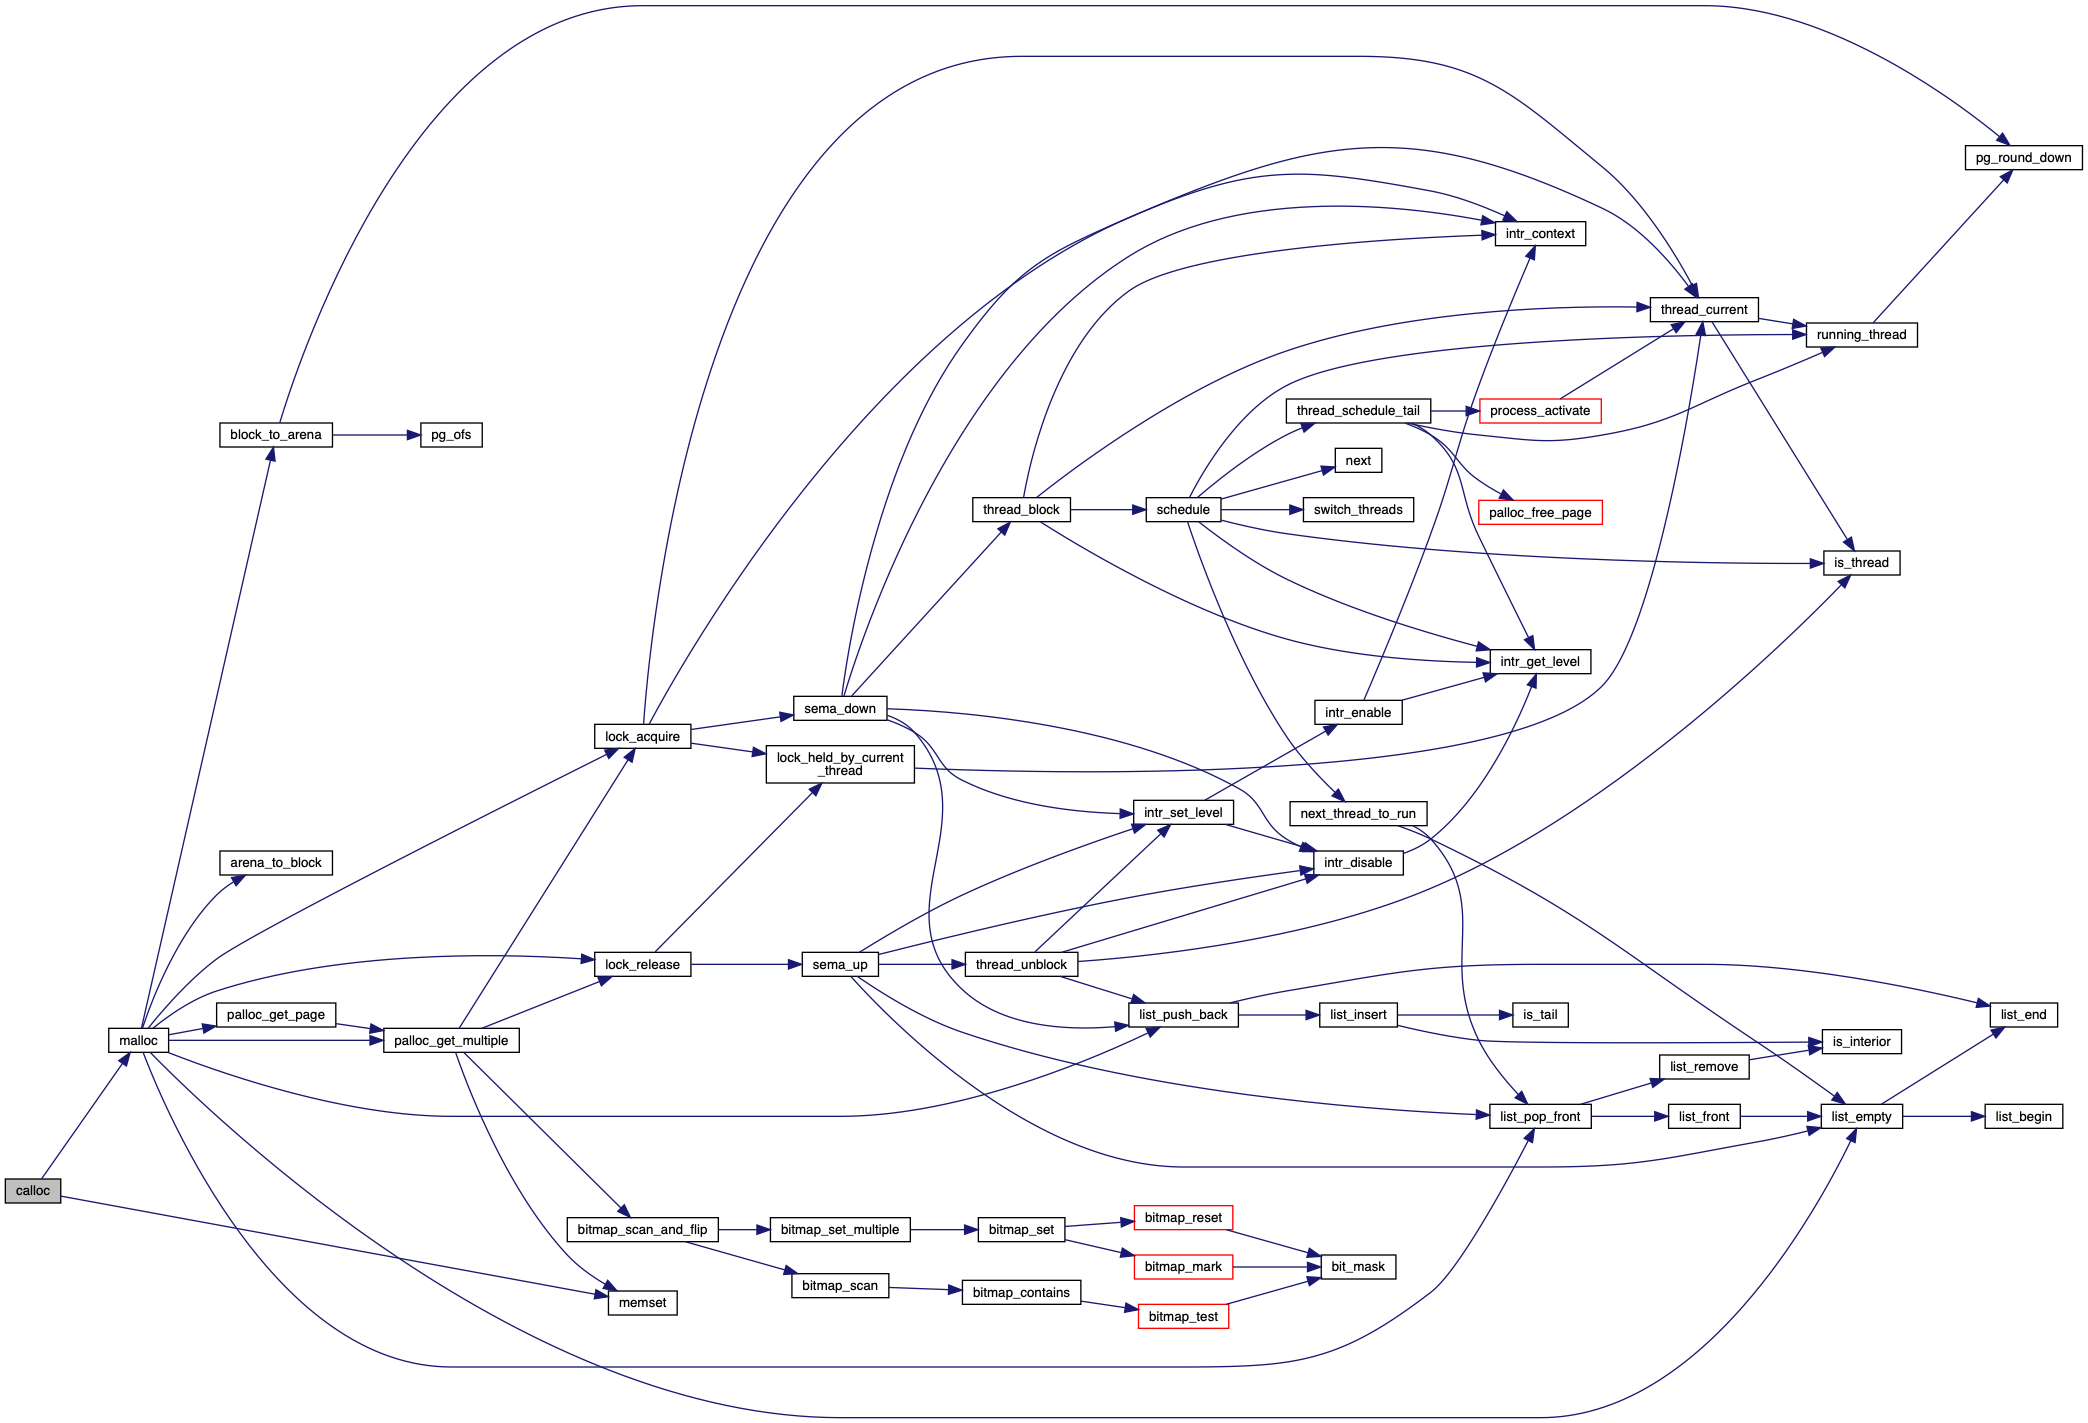 pg_round_down
intr_context
thread_current
running_thread
thread_schedule_tail
process_activate
block_to_arena
pg_ofs
next
thread_block
schedule
switch_threads
palloc_free_page
is_thread
intr_get_level
sema_down
intr_enable
lock_acquire
lock_held_by_current
_thread
intr_set_level
next_thread_to_run
arena_to_block
intr_disable
lock_release
sema_up
thread_unblock
palloc_get_page
list_push_back
list_insert
is_tail
list_end
malloc
palloc_get_multiple
is_interior
list_remove
list_pop_front
list_front
list_empty
list_begin
calloc
bitmap_scan_and_flip
bitmap_set_multiple
bitmap_set
bitmap_reset
bitmap_mark
bit_mask
bitmap_scan
bitmap_contains
memset
bitmap_test